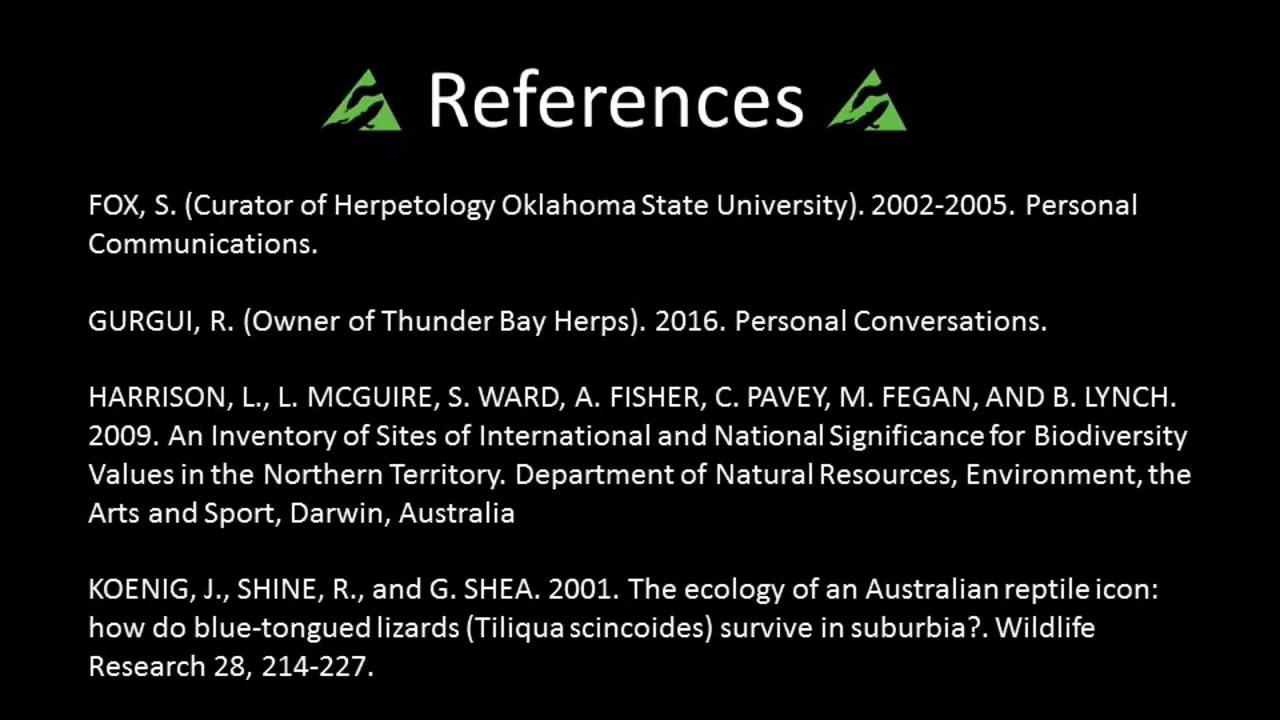 References
FOX, S. (Curator of Herpetology Oklahoma State University). 2002-2005. Personal
Communications.
GURGUI, R. (Owner of Thunder Bay Herps). 2016. Personal Conversations.
HARRISON, L., L. MCGUIRE, S. WARD, A. FISHER, C. PAVEY, M. FEGAN, AND B. LYNCH.
2009. An Inventory of Sites of International and National Significance for Biodiversity
Values in the Northern Territory. Department of Natural Resources, Environment, the
Arts and Sport, Darwin, Australia
KOENIG, J., SHINE, R., and G. SHEA. 2001. The ecology of an Australian reptile icon:
how do blue-tongued lizards (Tiliqua scincoides) survive in suburbia?. Wildlife
Research 28, 214-227.